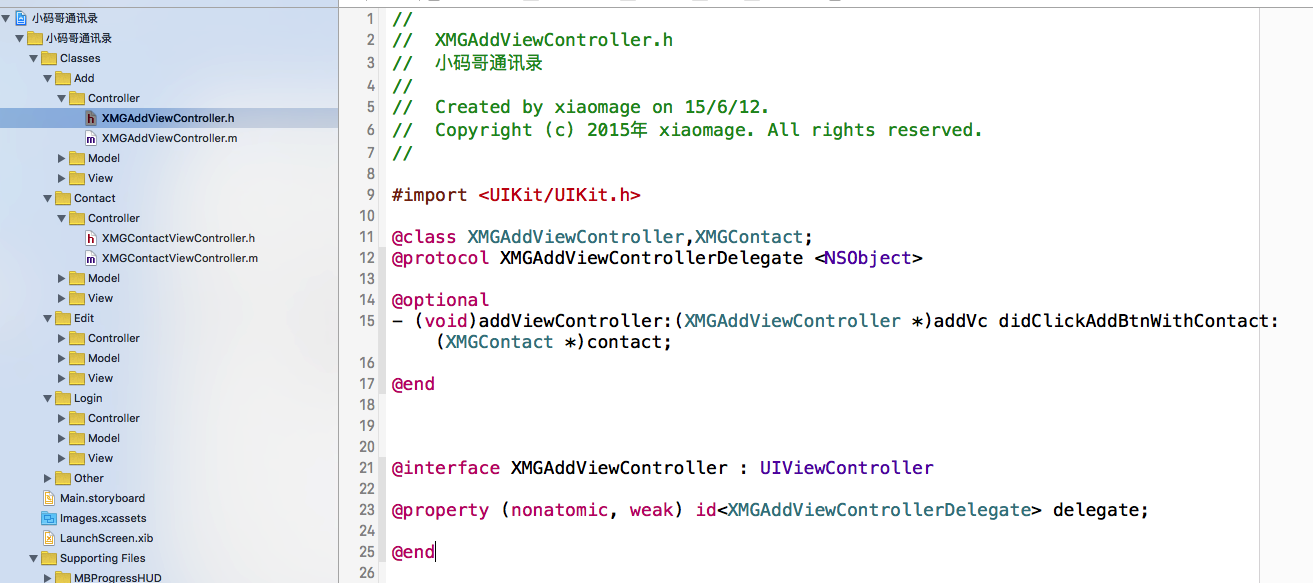 小码哥通讯录
小码哥通讯录
Classes
Add
Controller
h XMGAddViewController.h
m XMGAddViewController.m
Model
View
Contact
Controller
h XMGContactViewController.h
m XMGContactViewController.m
Model
View
Edit
Controller
Model
View
Login
Controller
Model
View
Other
Main.storyboard
Images.xcassets
LaunchScreen.xib
Supporting Files
MBProgressHUD
1 //
2 //  XMGAddViewController.h
3 //  小码哥通讯录
4 //
5 //  Created by xiaomage on 15/6/12.
6 //  Copyright (c) 2015年 xiaomage. All rights reserved.
7 //
8
9 #import <UIKit/UIKit.h>
10
11 @class XMGAddViewController,XMGContact;
12 @protocol XMGAddViewControllerDelegate <NSObject>
13
14 @optional
15 - (void)addViewController:(XMGAddViewController *)addVc didClickAddBtnWithContact:
(XMGContact *)contact;
16
17 @end
18
19
20
21 @interface XMGAddViewController : UIViewController
22
23 @property (nonatomic, weak) id<XMGAddViewControllerDelegate> delegate;
24
25 @end
26